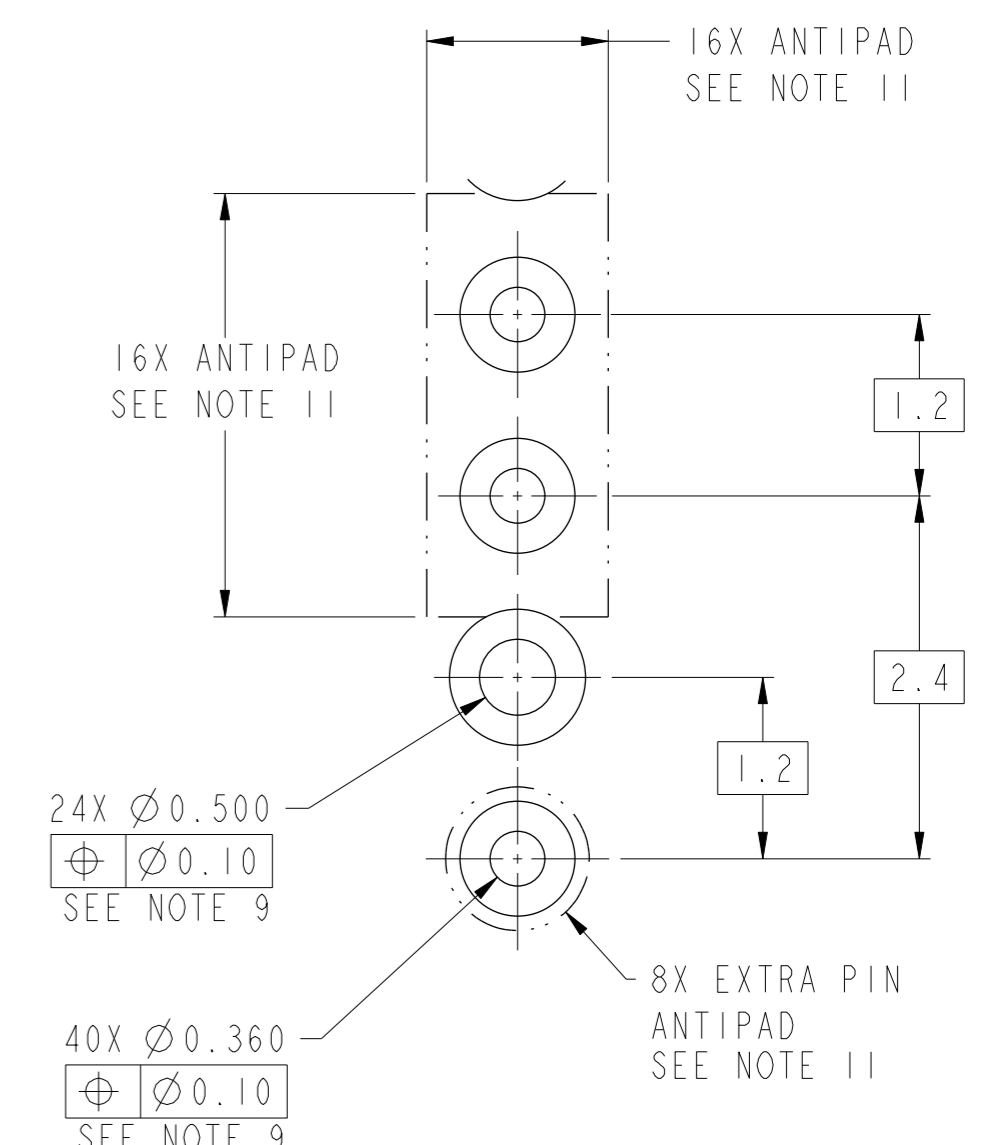 16X ANTIPAD
SEE NOTE 11
16X ANTIPAD
SEE NOTE 11
1.2
2.4
1.2
24X Ø0.500
⌖ Ø0.10
SEE NOTE 9
8X EXTRA PIN
ANTIPAD
SEE NOTE 11
40X Ø0.360
⌖ Ø0.10
SEE NOTE 9